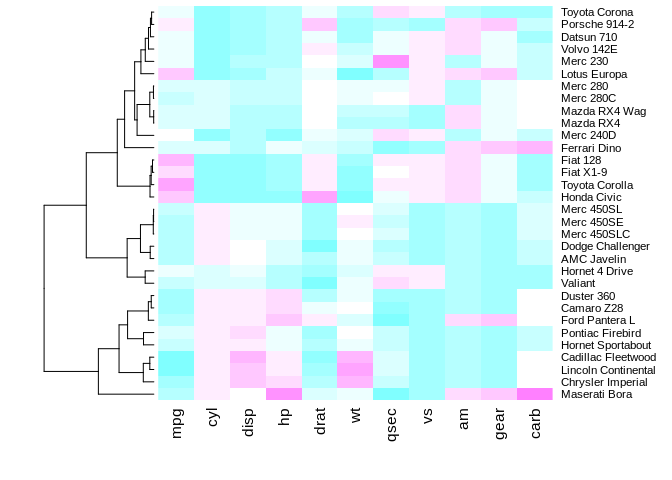 Toyota Corona
Porsche 914-2
Datsun 710
Volvo 142E
Merc 230
Lotus Europa
Merc 280
Merc 280C
Mazda RX4 Wag
Mazda RX4
Merc 240D
Ferrari Dino
Fiat 128
Fiat X1-9
Toyota Corolla
Honda Civic
Merc 450SL
Merc 450SE
Merc 450SLC
Dodge Challenger
AMC Javelin
Hornet 4 Drive
Valiant
Duster 360
Camaro Z28
Ford Pantera L
Pontiac Firebird
Hornet Sportabout
Cadillac Fleetwood
Lincoln Continental
Chrysler Imperial
Maserati Bora
mpg
cyl
disp
hp
drat
wt
qsec
vs
am
gear
carb